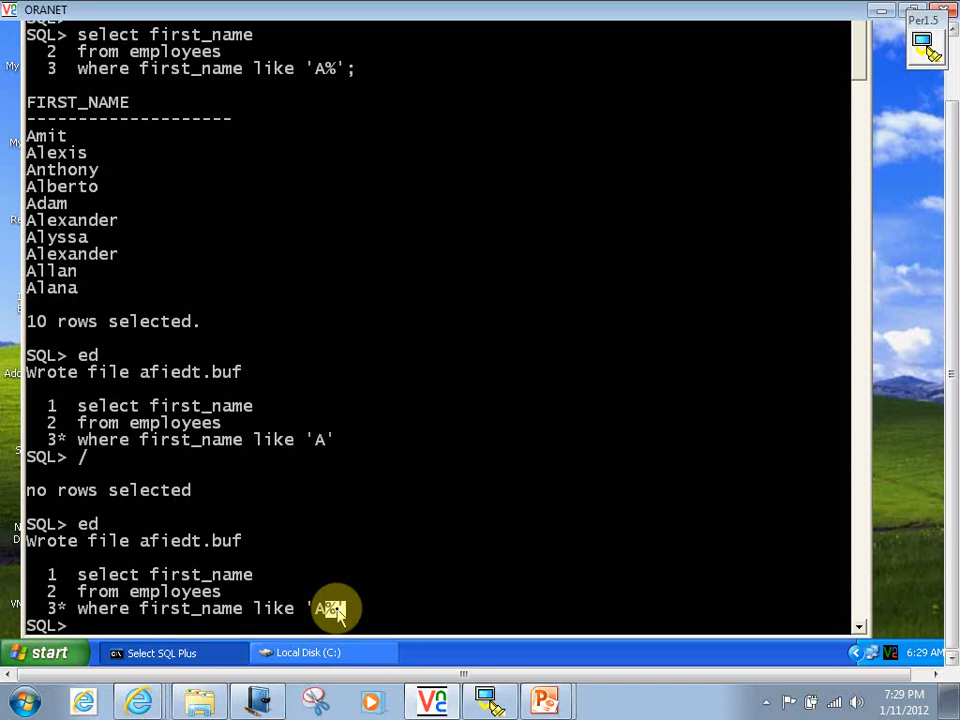 ORANET
Per1.5
SQL>
SQL> select first_name
2 from employees
3 where first_name like 'A%';
FIRST_NAME
--------------------
Amit
Alexis
Anthony
Alberto
Adam
Alexander
Alyssa
Alexander
Allan
Alana
10 rows selected.
SQL> ed
Wrote file afiedt.buf
1 select first_name
2 from employees
3* where first_name like 'A'
SQL> /
no rows selected
SQL> ed
Wrote file afiedt.buf
1 select first_name
2 from employees
3* where first_name like 'A%'
SQL>
start
Select SQL Plus
Local Disk (C:)
6:29 AM
7:29 PM
1/11/2012